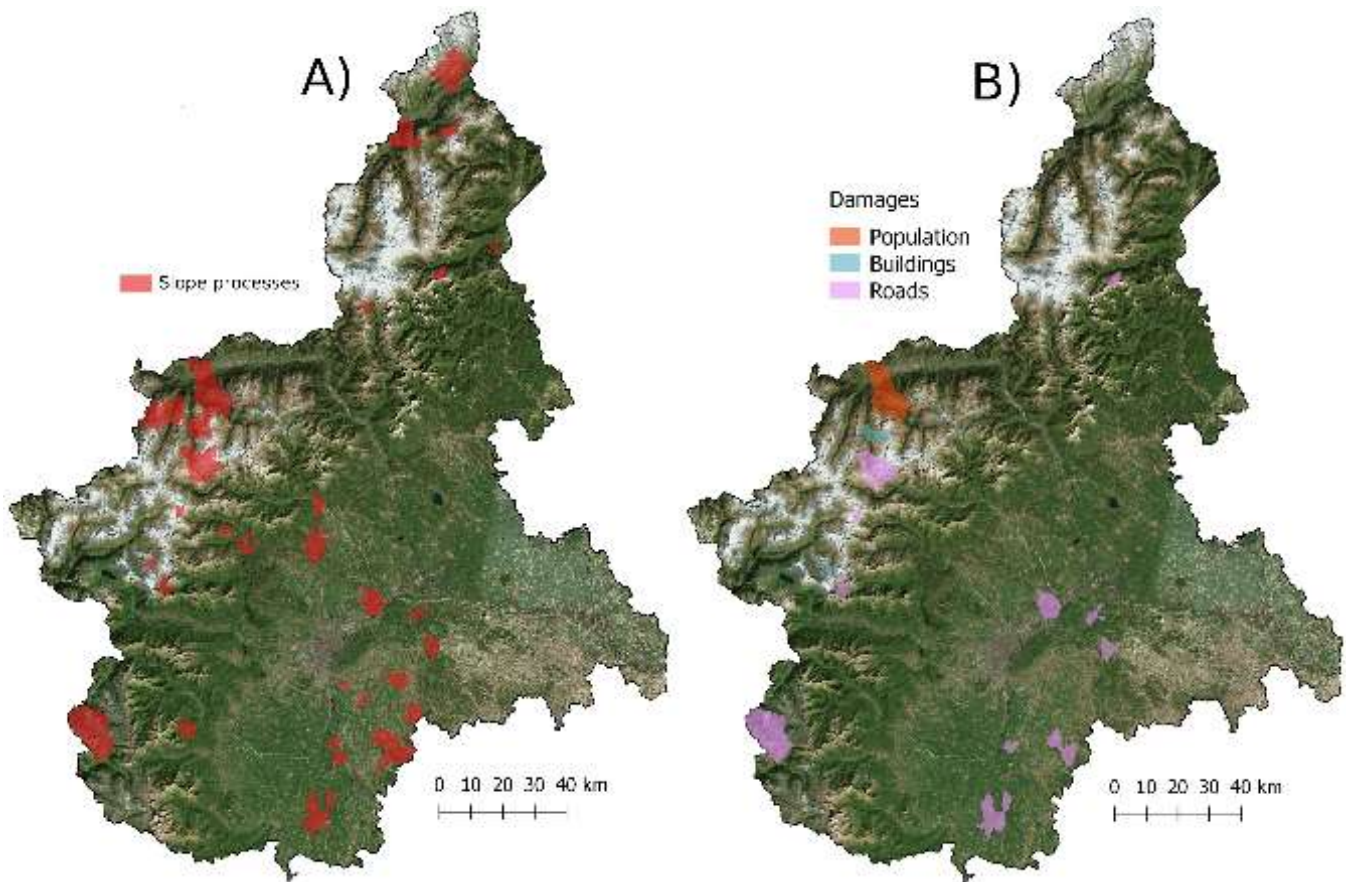 A)
B)
Slope processes
Damages
Population
Buildings
Roads
0 10 20 30 40 km
0 10 20 30 40 km